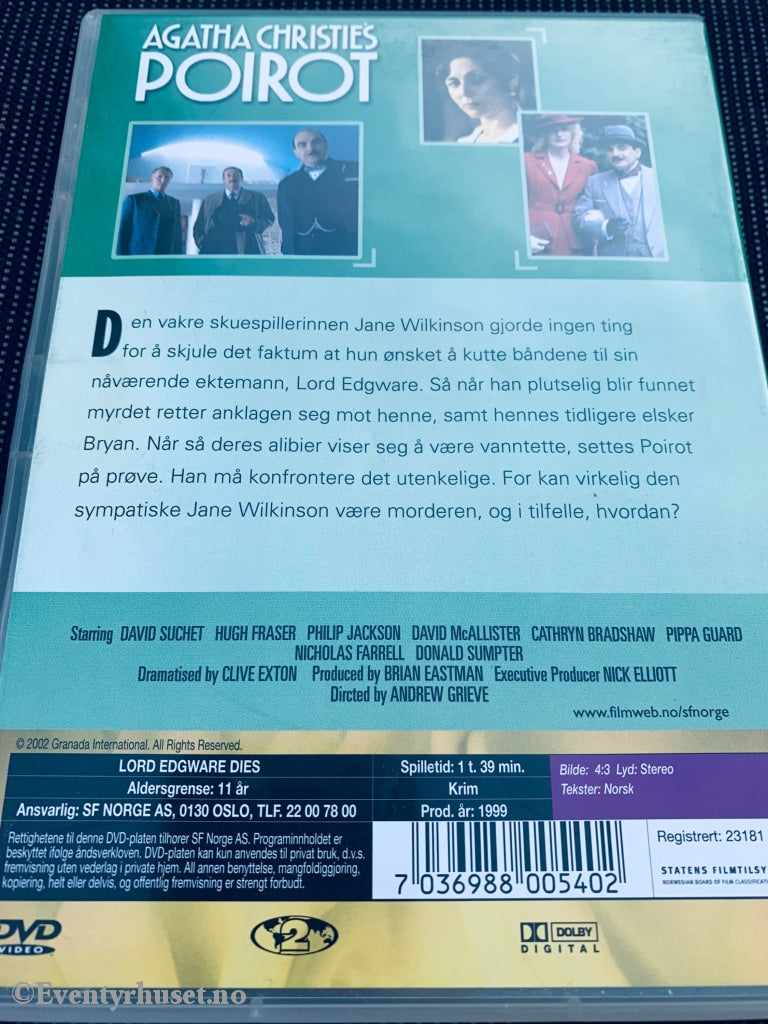 AGATHA CHRISTIE'S
POIROT
Den vakre skuespillerinnen Jane Wilkinson gjorde ingen ting
for å skjule det faktum at hun ønsket å kutte båndene til sin
nåværende ektemann, Lord Edgware. Så når han plutselig blir funnet
myrdet retter anklagen seg mot henne, samt hennes tidligere elsker
Bryan. Når så deres alibier viser seg å være vanntette, settes Poirot
på prøve. Han må konfrontere det utenkelige. For kan virkelig den
sympatiske Jane Wilkinson være morderen, og i tilfelle, hvordan?
Starring DAVID SUCHET HUGH FRASER PHILIP JACKSON DAVID McALLISTER CATHRYN BRADSHAW PIPPA GUARD
NICHOLAS FARRELL DONALD SUMPTER
Dramatised by CLIVE EXTON Produced by BRIAN EASTMAN Executive Producer NICK ELLIOTT
Dirceted by ANDREW GRIEVE
www.filmweb.no/sfnorge
© 2002 Granada International. All Rights Reserved.
LORD EDGWARE DIES
Aldersgrense: 11 år
Ansvarlig: SF NORGE AS, 0130 OSLO, TLF. 22 00 78 00
Spilletid: 1 t. 39 min.
Krim
Prod. år: 1999
Bilde: 4:3 Lyd: Stereo
Tekster: Norsk
Rettighetene til denne DVD-platen tilhører SF Norge AS. Programinnholdet er
beskyttet ifølge åndsverkloven. DVD-platen kan kun anvendes til privat bruk, d.v.s.
fremvisning uten vederlag i private hjem. All annen benyttelse, mangfoldiggjøring,
kopiering, helt eller delvis, og offentlig fremvisning er strengt forbudt.
7 036988 005402
Registrert: 23181
STATENS FILMTILSY
NORWEGIAN BOARD OF FILM CLASSIFICATI
DVD
VIDEO
2
DOLBY
DIGITAL
©Eventyrhuset.no